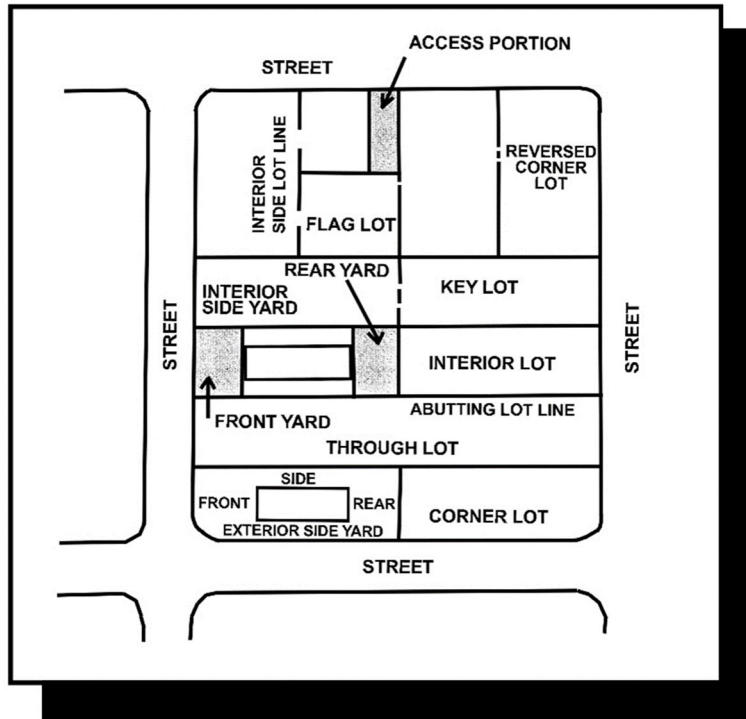 ACCESS PORTION
STREET
INTERIOR
SIDE LOT LINE
REVERSED
CORNER
LOT
FLAG LOT
REAR YARD
INTERIOR
SIDE YARD
KEY LOT
STREET
STREET
INTERIOR LOT
ABUTTING LOT LINE
FRONT YARD
THROUGH LOT
SIDE
FRONT
REAR
EXTERIOR SIDE YARD
CORNER LOT
STREET